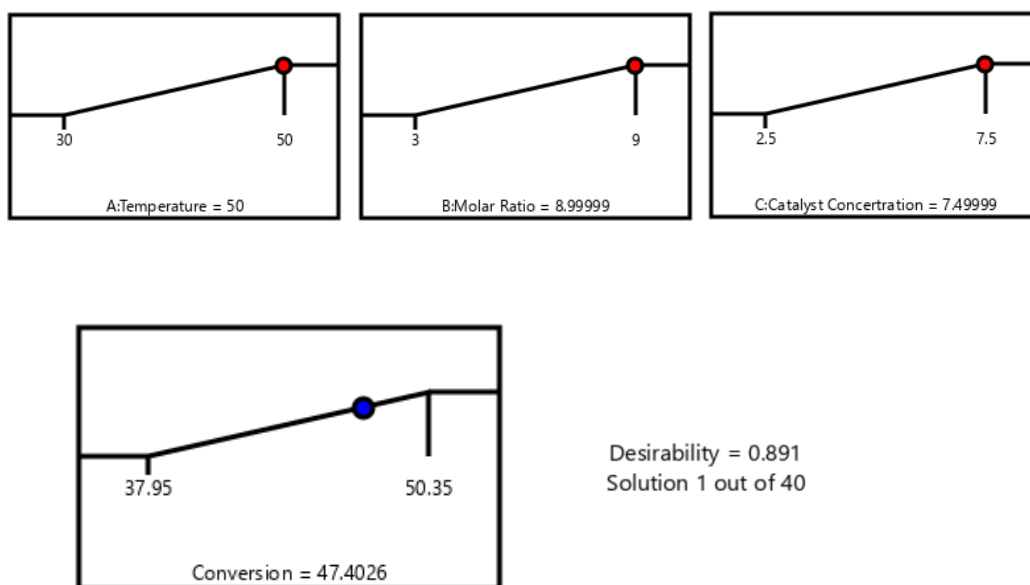 30 50
A:Temperature = 50
3 9
B:Molar Ratio = 8.99999
2.5 7.5
C:Catalyst Concertration = 7.49999
37.95 50.35
Conversion = 47.4026
Desirability = 0.891
Solution 1 out of 40